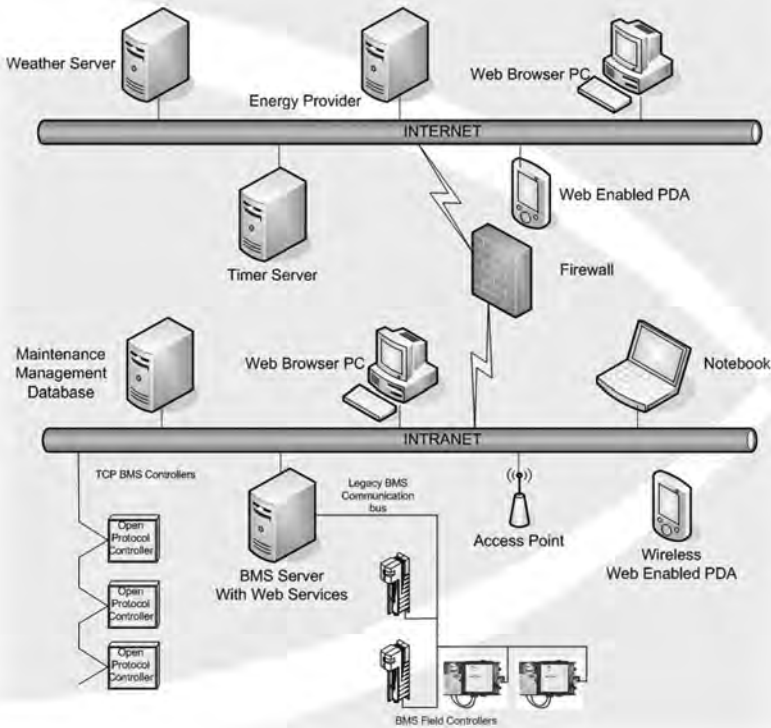 Weather Server
Energy Provider
Web Browser PC
INTERNET
Timer Server
Web Enabled PDA
Firewall
Maintenance
Management
Database
Web Browser PC
Notebook
INTRANET
TCP BMS Controllers
Legacy BMS
Communication
bus
Open
Protocol
Controller
Open
Protocol
Controller
Open
Protocol
Controller
BMS Server
With Web Services
Access Point
Wireless
Web Enabled PDA
BMS Field Controllers